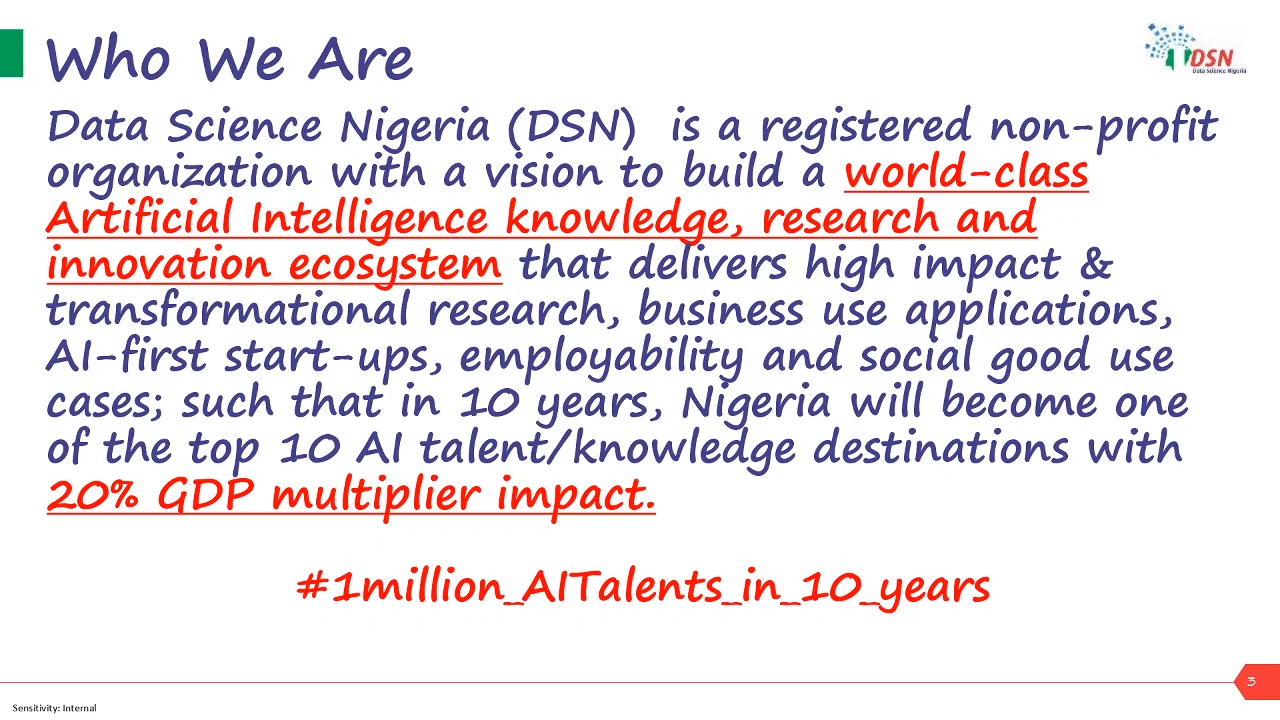 Who We Are
DSN
Data Science Nigeria
Data Science Nigeria (DSN)  is a registered non-profit
organization with a vision to build a world-class
Artificial Intelligence knowledge, research and
innovation ecosystem that delivers high impact &
transformational research, business use applications,
AI-first start-ups, employability and social good use
cases; such that in 10 years, Nigeria will become one
of the top 10 AI talent/knowledge destinations with
20% GDP multiplier impact.
#1million_AITalents_in_10_years
3
Sensitivity: Internal